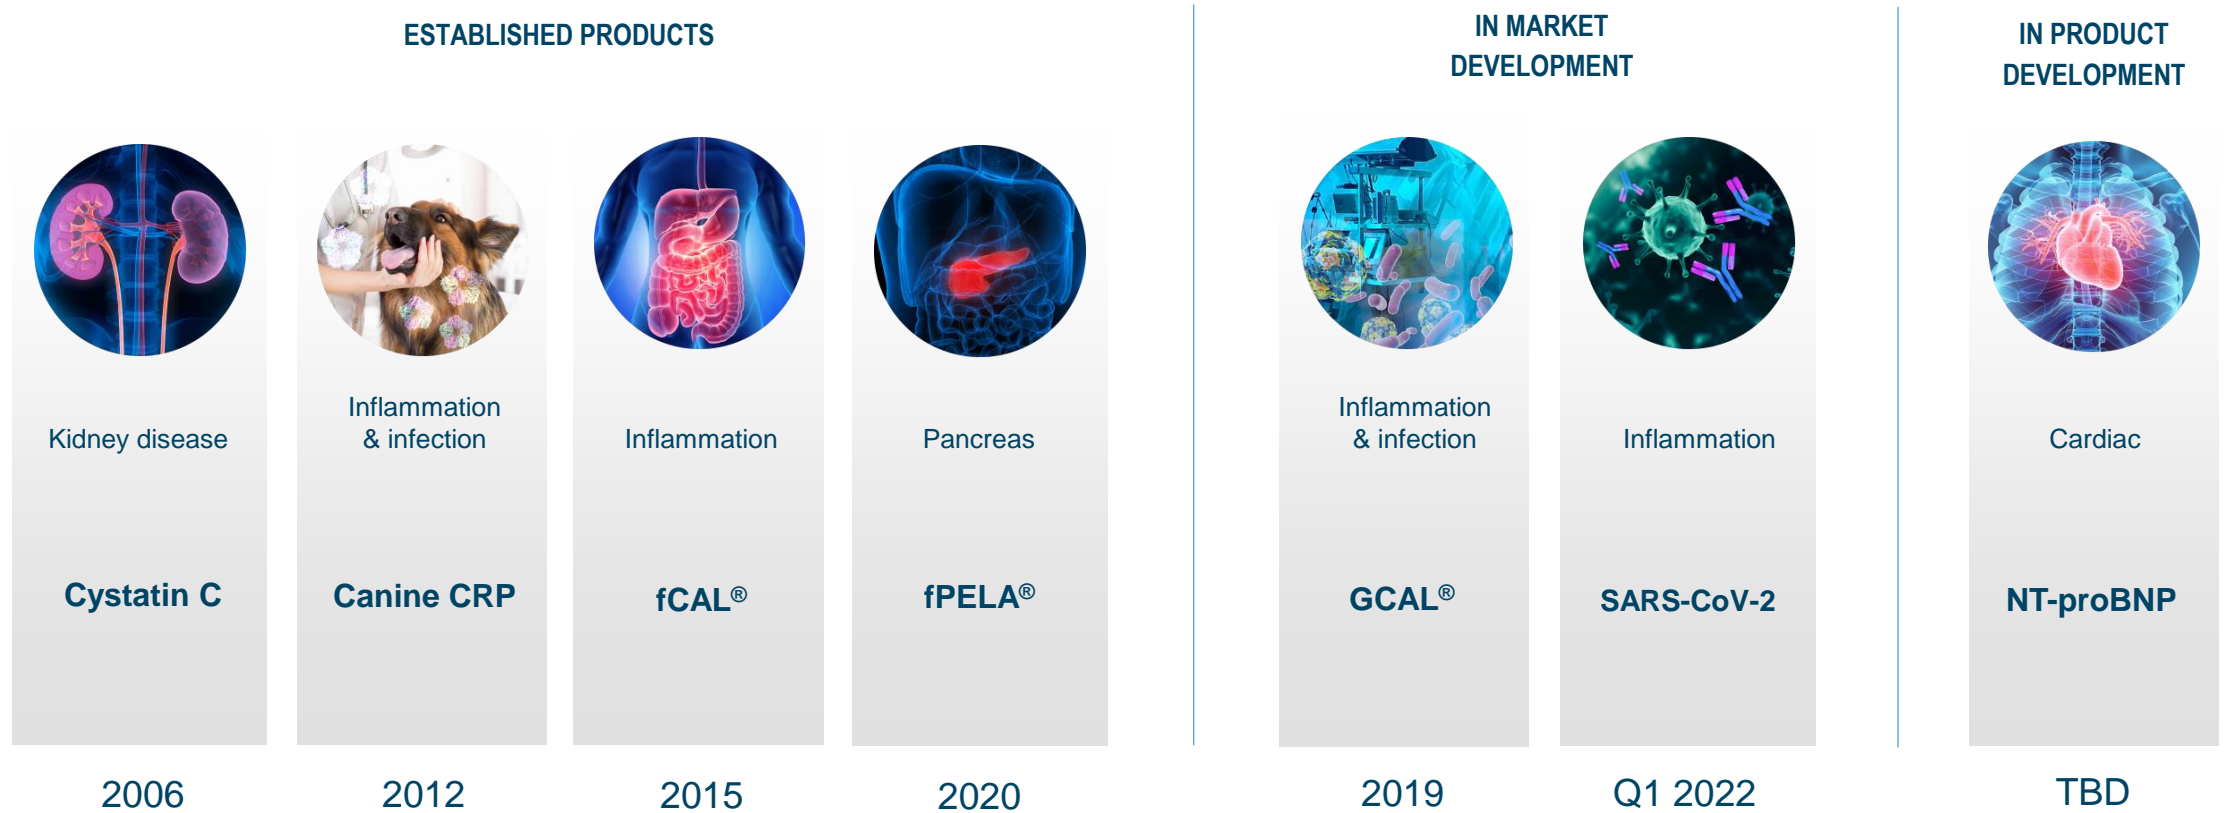 ESTABLISHED PRODUCTS
IN MARKET
DEVELOPMENT
IN PRODUCT
DEVELOPMENT
Kidney disease
Inflammation
& infection
Inflammation
Pancreas
Inflammation
& infection
Inflammation
Cardiac
Cystatin C
Canine CRP
fCAL®
fPELA®
GCAL®
SARS-CoV-2
NT-proBNP
2006
2012
2015
2020
2019
Q1 2022
TBD